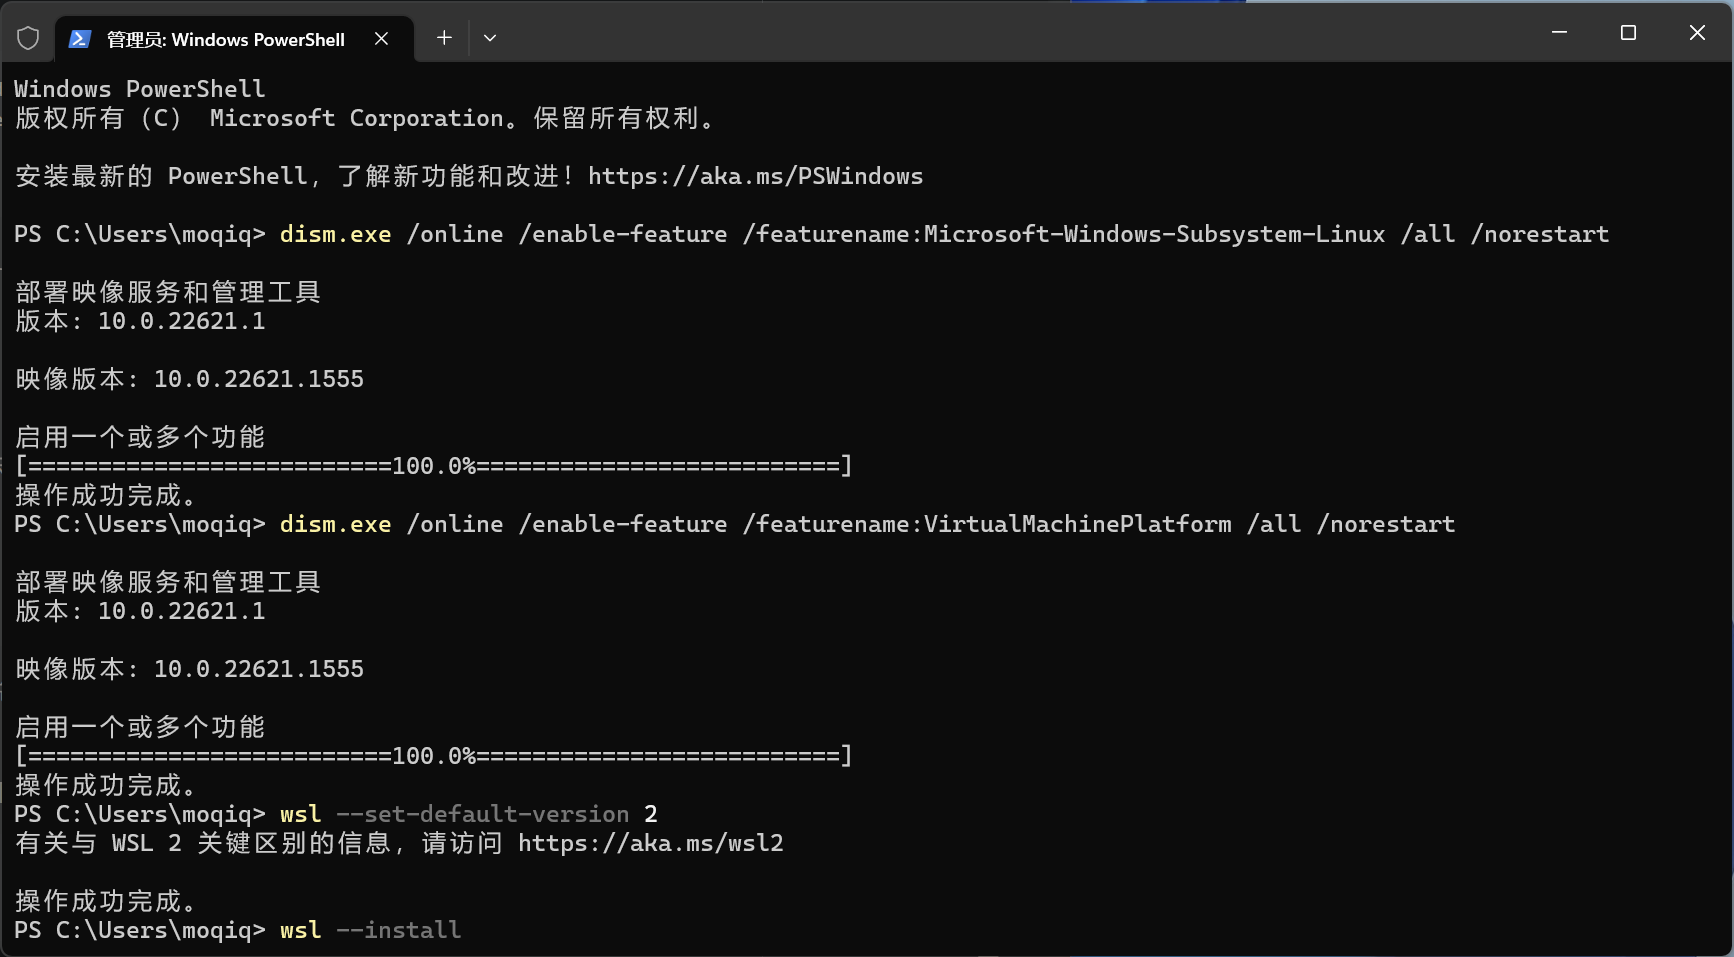 管理员: Windows PowerShell
Windows PowerShell
版权所有（C） Microsoft Corporation。保留所有权利。
安装最新的 PowerShell，了解新功能和改进！https://aka.ms/PSWindows
PS C:\Users\moqiq> dism.exe /online /enable-feature /featurename:Microsoft-Windows-Subsystem-Linux /all /norestart
部署映像服务和管理工具
版本: 10.0.22621.1
映像版本: 10.0.22621.1555
启用一个或多个功能
[==========================100.0%==========================]
操作成功完成。
PS C:\Users\moqiq> dism.exe /online /enable-feature /featurename:VirtualMachinePlatform /all /norestart
部署映像服务和管理工具
版本: 10.0.22621.1
映像版本: 10.0.22621.1555
启用一个或多个功能
[==========================100.0%==========================]
操作成功完成。
PS C:\Users\moqiq> wsl --set-default-version 2
有关与 WSL 2 关键区别的信息，请访问 https://aka.ms/wsl2
操作成功完成。
PS C:\Users\moqiq> wsl --install